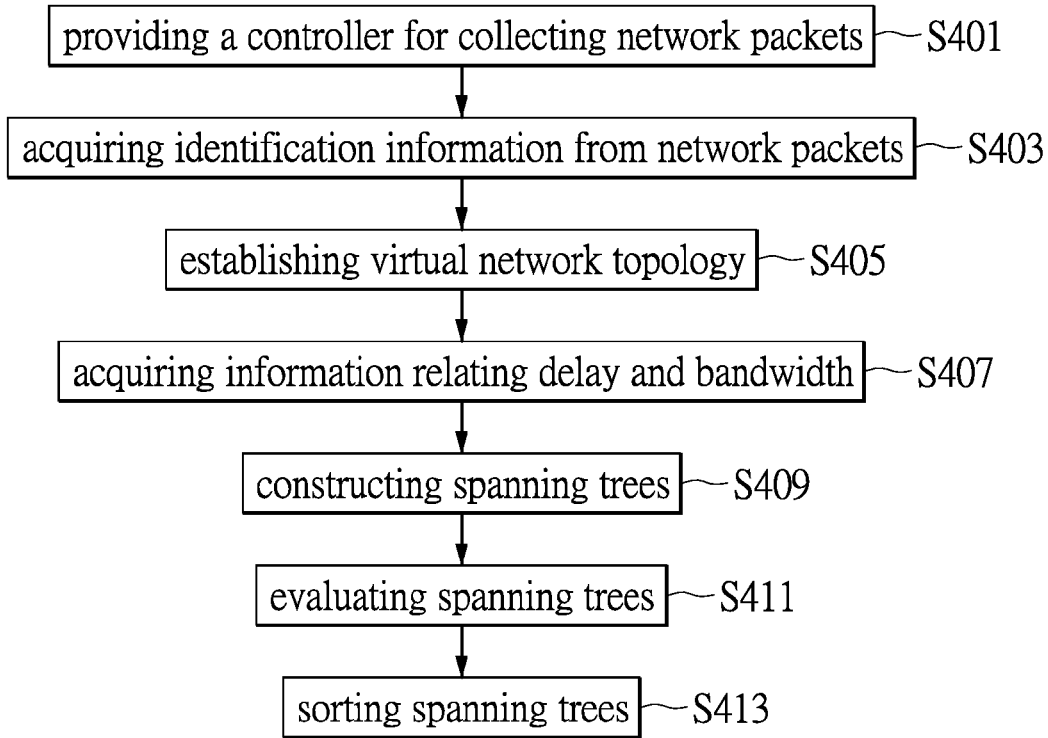 providing a controller for collecting network packets S401
acquiring identification information from network packets S403
establishing virtual network topology S405
acquiring information relating delay and bandwidth S407
constructing spanning trees S409
evaluating spanning trees S411
sorting spanning trees S413